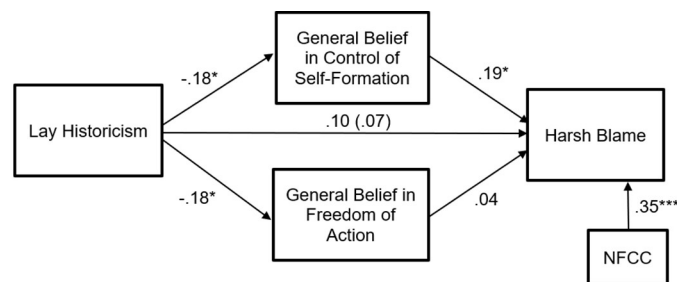 General Belief
in Control of
Self-Formation
-.18*
.19*
Lay Historicism
.10 (.07)
Harsh Blame
-.18*
General Belief in
Freedom of
Action
.04
.35***
NFCC